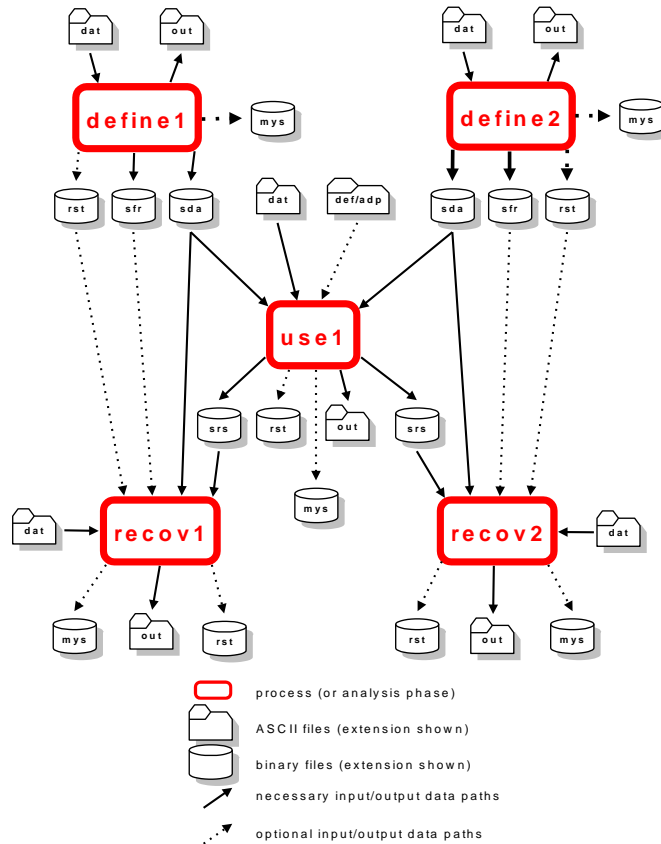 dat
out
dat
out
define1
mys
define2
mys
rst
sfr
sda
dat
def/adp
sda
sfr
rst
use1
srs
rst
out
srs
mys
dat
recov1
recov2
dat
mys
out
rst
rst
out
mys
process (or analysis phase)
ASCII files (extension shown)
binary files (extension shown)
necessary input/output data paths
optional input/output data paths